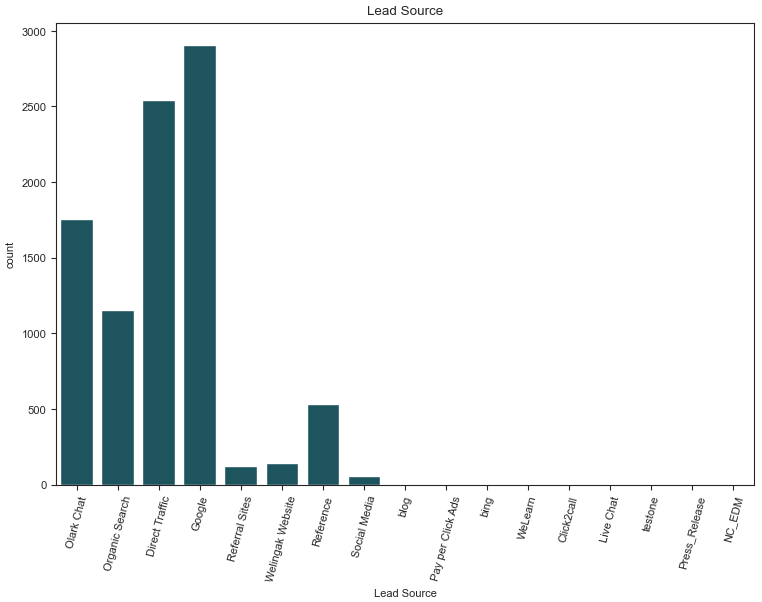 Lead Source
3000
2500
2000
1500
1000
500
0
count
Olark Chat
Organic Search
Direct Traffic
Google
Referral Sites
Welingak Website
Reference
Social Media
blog
Pay per Click Ads
bing
WeLearn
Click2call
Live Chat
testone
Press_Release
NC_EDM
Lead Source